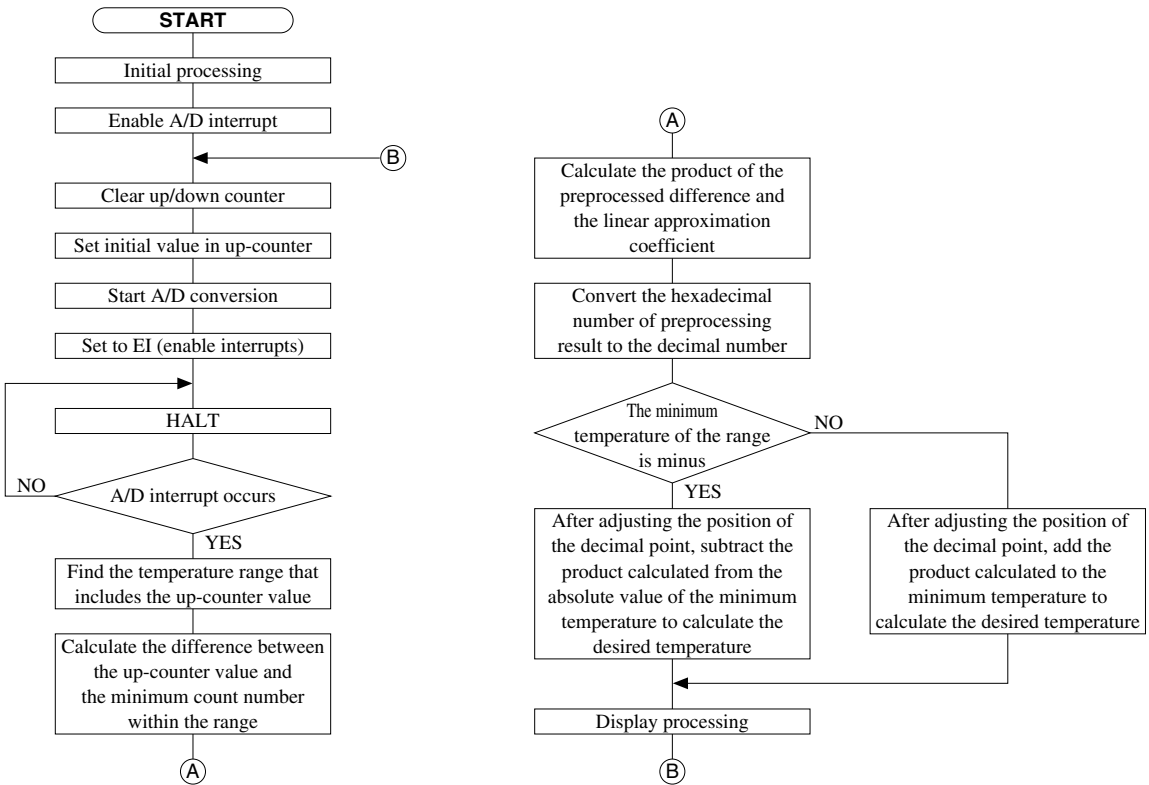 START
Initial processing
Enable A/D interrupt
B
Clear up/down counter
Set initial value in up-counter
Start A/D conversion
Set to EI (enable interrupts)
HALT
NO
A/D interrupt occurs
YES
Find the temperature range that
includes the up-counter value
Calculate the difference between
the up-counter value and
the minimum count number
within the range
A
A
Calculate the product of the
preprocessed difference and
the linear approximation
coefficient
Convert the hexadecimal
number of preprocessing
result to the decimal number
The minimum
temperature of the range
is minus
NO
YES
After adjusting the position of
the decimal point, subtract the
product calculated from the
absolute value of the minimum
temperature to calculate the
desired temperature
After adjusting the position of
the decimal point, add the
product calculated to the
minimum temperature to
calculate the desired temperature
Display processing
B